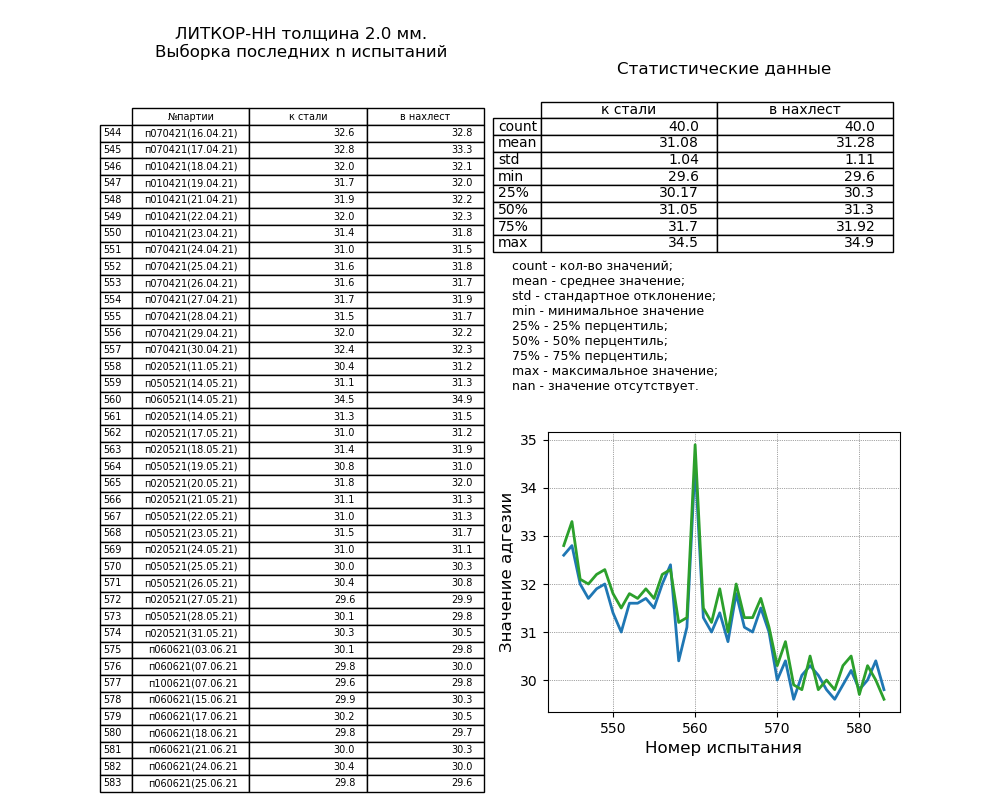 ЛИТКОР-НН толщина 2.0 мм.
Выборка последних n испытаний
№партии к стали в нахлест
544 п070421(16.04.21) 32.6 32.8
545 п070421(17.04.21) 32.8 33.3
546 п010421(18.04.21) 32.0 32.1
547 п010421(19.04.21) 31.7 32.0
548 п010421(21.04.21) 31.9 32.2
549 п010421(22.04.21) 32.0 32.3
550 п010421(23.04.21) 31.4 31.8
551 п070421(24.04.21) 31.0 31.5
552 п070421(25.04.21) 31.6 31.8
553 п070421(26.04.21) 31.6 31.7
554 п070421(27.04.21) 31.7 31.9
555 п070421(28.04.21) 31.5 31.7
556 п070421(29.04.21) 32.0 32.2
557 п070421(30.04.21) 32.4 32.3
558 п020521(11.05.21) 30.4 31.2
559 п050521(14.05.21) 31.1 31.3
560 п060521(14.05.21) 34.5 34.9
561 п020521(14.05.21) 31.3 31.5
562 п020521(17.05.21) 31.0 31.2
563 п020521(18.05.21) 31.4 31.9
564 п050521(19.05.21) 30.8 31.0
565 п020521(20.05.21) 31.8 32.0
566 п020521(21.05.21) 31.1 31.3
567 п050521(22.05.21) 31.0 31.3
568 п050521(23.05.21) 31.5 31.7
569 п020521(24.05.21) 31.0 31.1
570 п050521(25.05.21) 30.0 30.3
571 п050521(26.05.21) 30.4 30.8
572 п020521(27.05.21) 29.6 29.9
573 п050521(28.05.21) 30.1 29.8
574 п020521(31.05.21) 30.3 30.5
575 п060621(03.06.21 30.1 29.8
576 п060621(07.06.21 29.8 30.0
577 п100621(07.06.21 29.6 29.8
578 п060621(15.06.21 29.9 30.3
579 п060621(17.06.21 30.2 30.5
580 п060621(18.06.21 29.8 29.7
581 п060621(21.06.21 30.0 30.3
582 п060621(24.06.21 30.4 30.0
583 п060621(25.06.21 29.8 29.6
Статистические данные
к стали в нахлест
count 40.0 40.0
mean 31.08 31.28
std 1.04 1.11
min 29.6 29.6
25% 30.17 30.3
50% 31.05 31.3
75% 31.7 31.92
max 34.5 34.9
count - кол-во значений;
mean - среднее значение;
std - стандартное отклонение;
min - минимальное значение
25% - 25% перцентиль;
50% - 50% перцентиль;
75% - 75% перцентиль;
max - максимальное значение;
nan - значение отсутствует.
35
34
33
32
31
30
Значение адгезии
550 560 570 580
Номер испытания